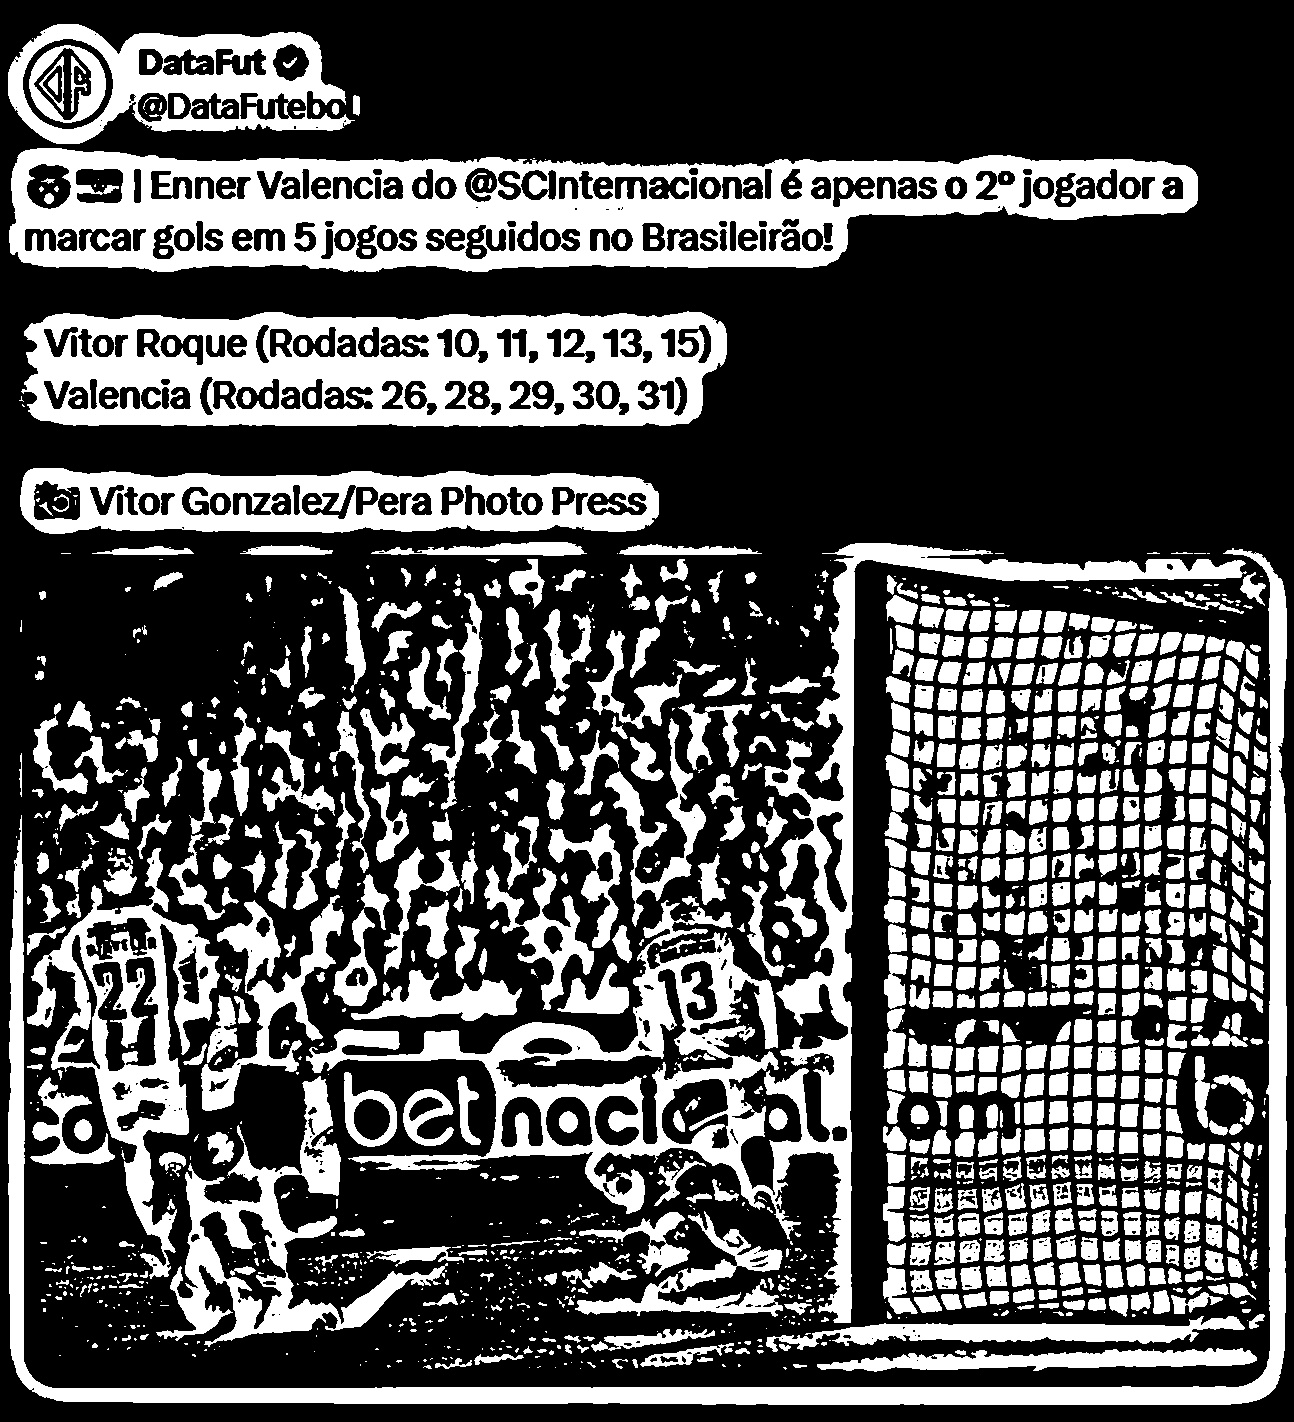 DataFut
@DataFutebol
| Enner Valencia do @SCInternacional é apenas o 2º jogador a
marcar gols em 5 jogos seguidos no Brasileirão!
• Vitor Roque (Rodadas: 10, 11, 12, 13, 15)
• Valencia (Rodadas: 26, 28, 29, 30, 31)
Vitor Gonzalez/Pera Photo Press
22
13
co
betnacional.com
b